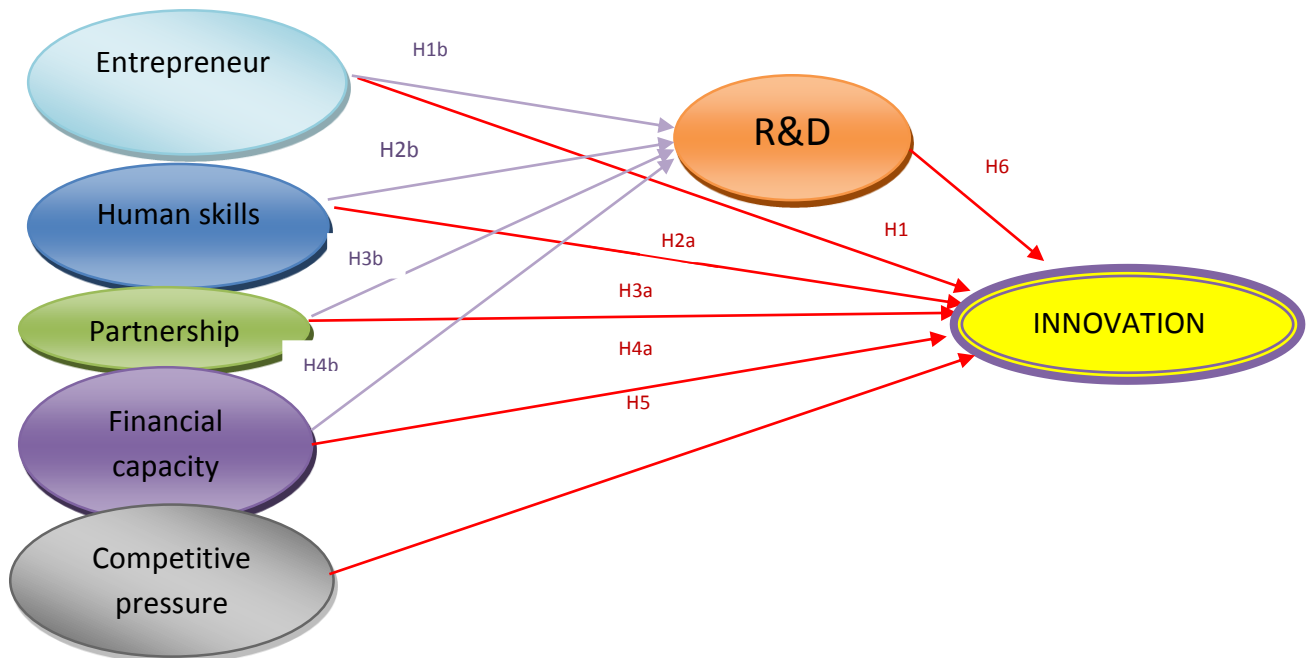 Entrepreneur
H1b
R&D
H2b
Human skills
H6
H2a
H1
H3b
H3a
Partnership
INNOVATION
H4a
H4b
H5
Financial
capacity
Competitive
pressure